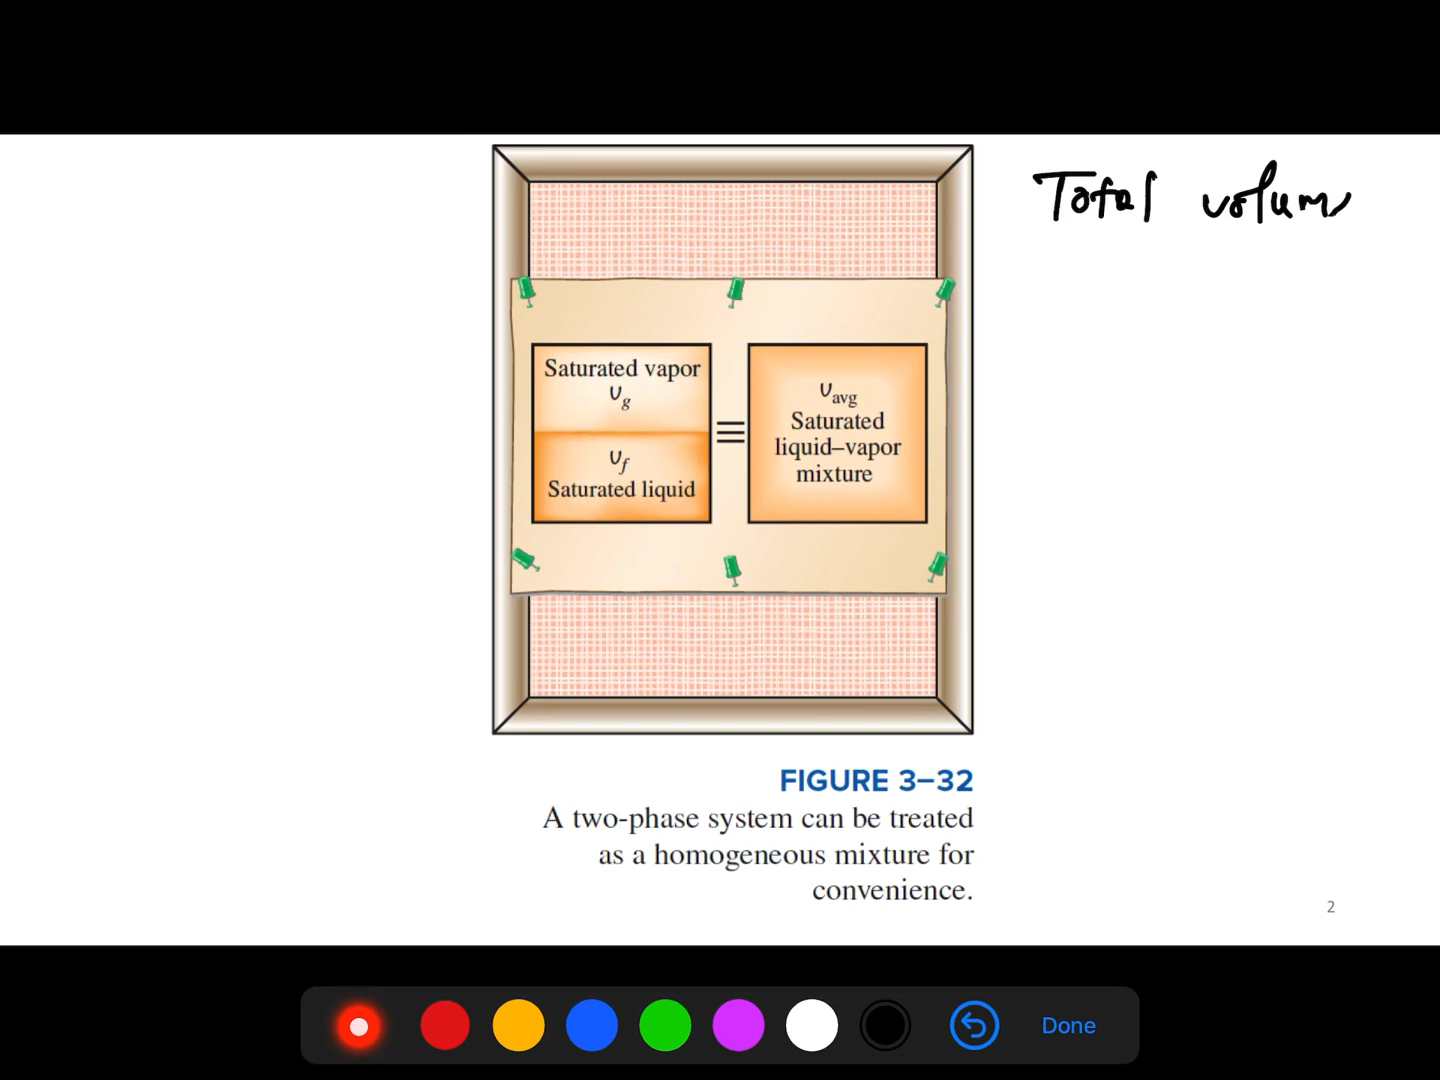 Total volum
Saturated vapor
υg
υf
Saturated liquid
≡
υavg
Saturated
liquid–vapor
mixture
FIGURE 3–32
A two-phase system can be treated
as a homogeneous mixture for
convenience.
2
Done